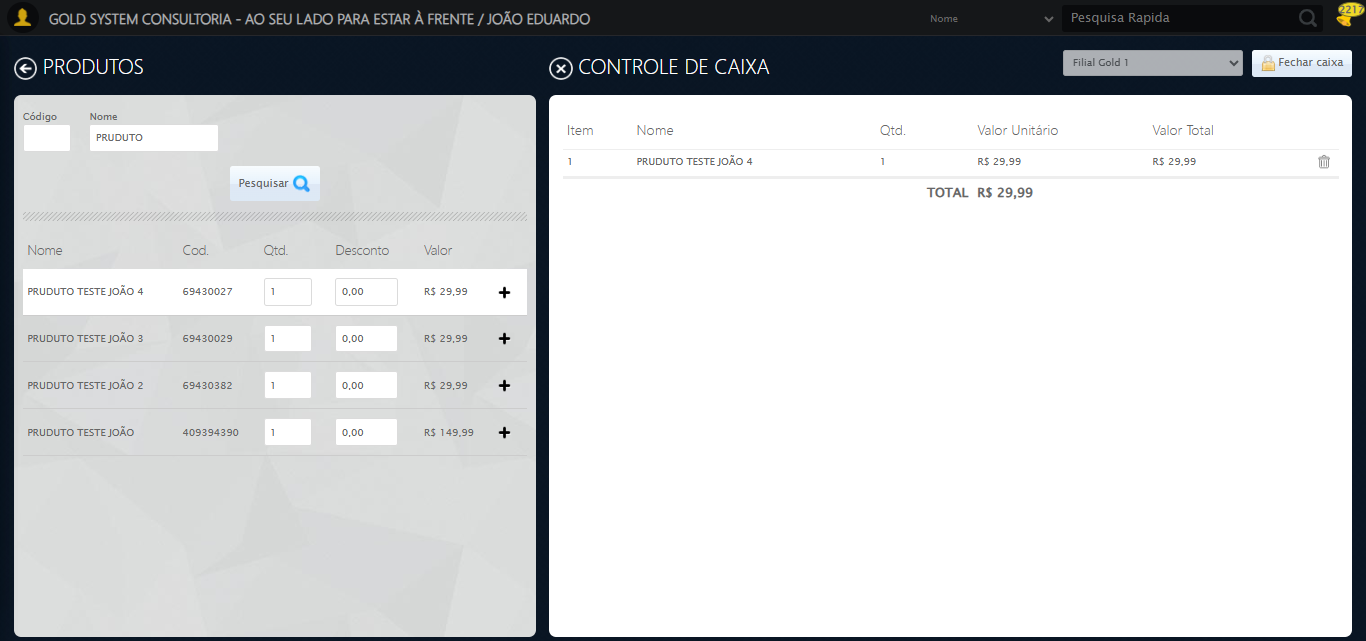 GOLD SYSTEM CONSULTORIA - AO SEU LADO PARA ESTAR À FRENTE / JOÃO EDUARDO
Nome
Pesquisa Rapida
2217
PRODUTOS
CONTROLE DE CAIXA
Filial Gold 1
Fechar caixa
Código Nome
PRUDUTO
Pesquisar
Nome Cod. Qtd. Desconto Valor
PRUDUTO TESTE JOÃO 4 69430027 1 0,00 R$ 29,99
PRUDUTO TESTE JOÃO 3 69430029 1 0,00 R$ 29,99
PRUDUTO TESTE JOÃO 2 69430382 1 0,00 R$ 29,99
PRUDUTO TESTE JOÃO 409394390 1 0,00 R$ 149,99
Item Nome Qtd. Valor Unitário Valor Total
1 PRUDUTO TESTE JOÃO 4 1 R$ 29,99 R$ 29,99
TOTAL R$ 29,99